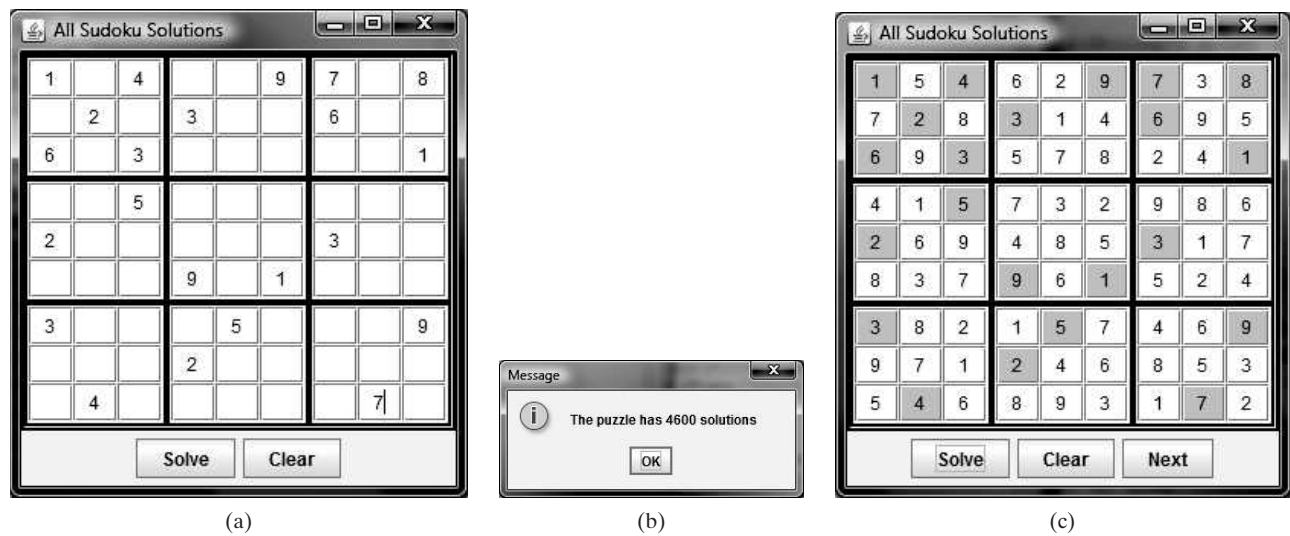 All Sudoku Solutions
1 4 9 7 8
2 3 6
6 3 1
5
2 3
9 1
3 5 9
2
4 7
Solve Clear
(a)
Message
The puzzle has 4600 solutions
OK
(b)
All Sudoku Solutions
1 5 4 6 2 9 7 3 8
7 2 8 3 1 4 6 9 5
6 9 3 5 7 8 2 4 1
4 1 5 7 3 2 9 8 6
2 6 9 4 8 5 3 1 7
8 3 7 9 6 1 5 2 4
3 8 2 1 5 7 4 6 9
9 7 1 2 4 6 8 5 3
5 4 6 8 9 3 1 7 2
Solve Clear Next
(c)